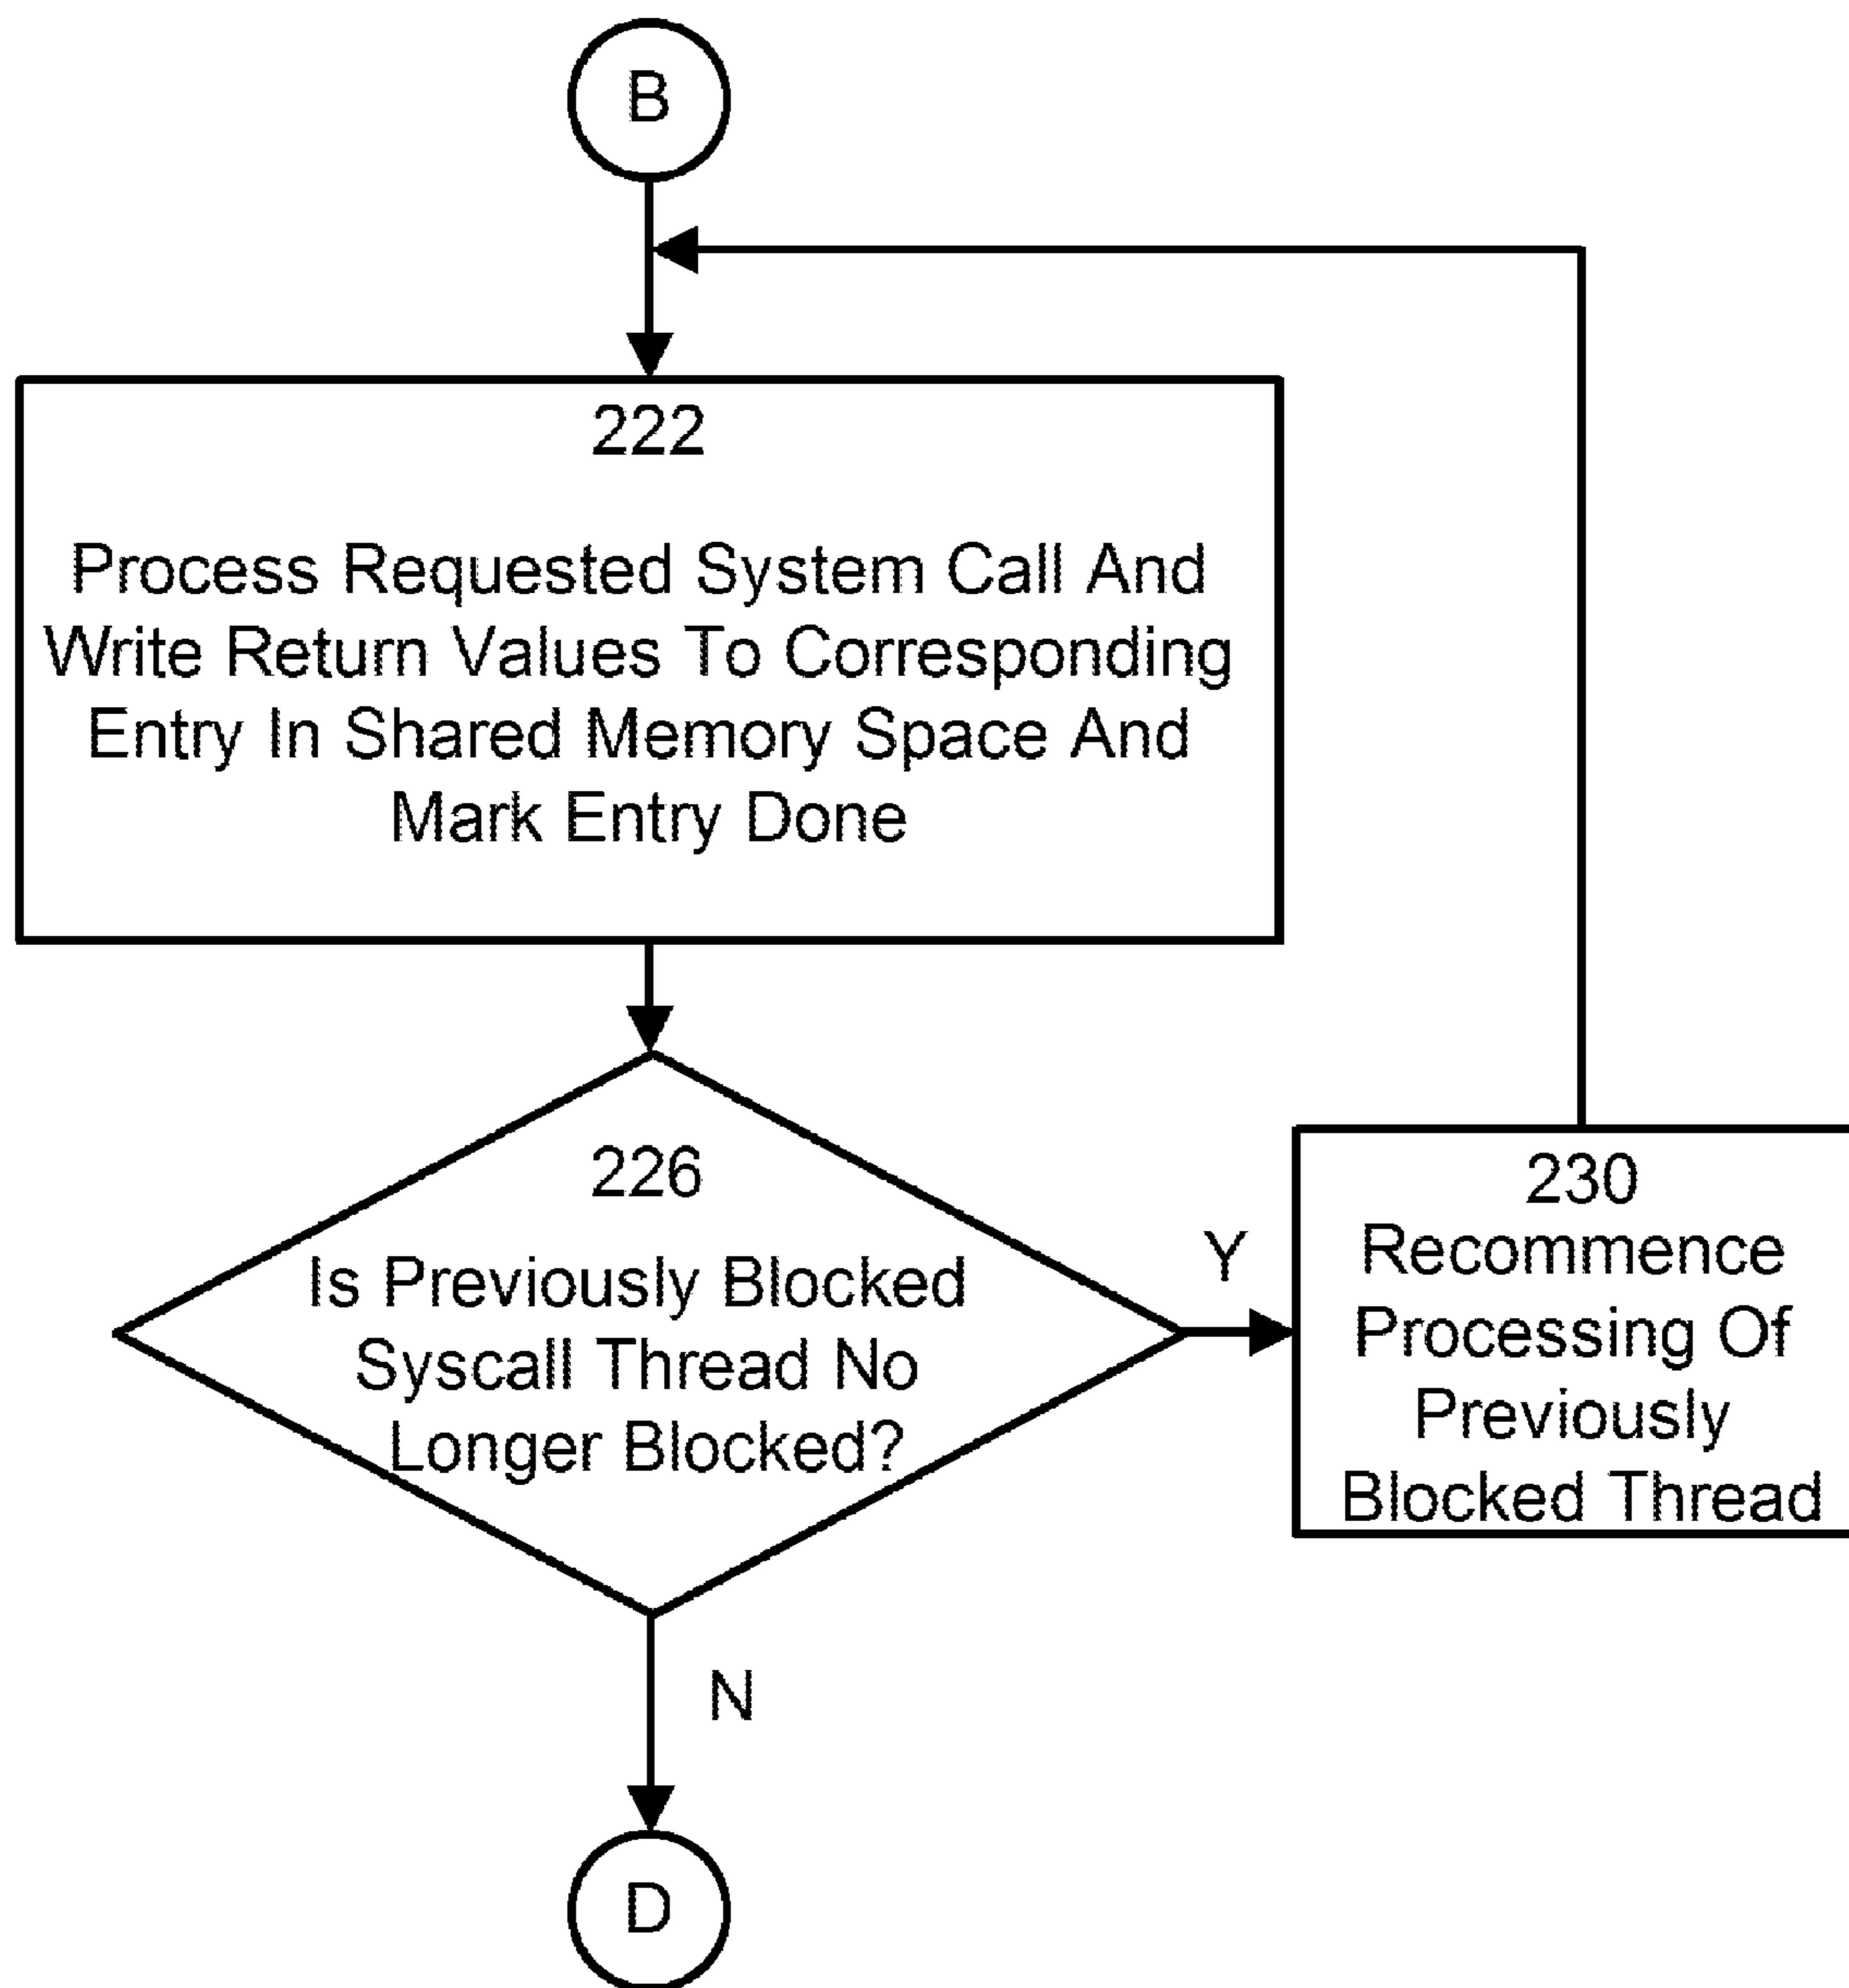 B
222
Process Requested System Call And
Write Return Values To Corresponding
Entry In Shared Memory Space And
Mark Entry Done
226
Is Previously Blocked
Syscall Thread No
Longer Blocked?
Y
230
Recommence
Processing Of
Previously
Blocked Thread
N
D